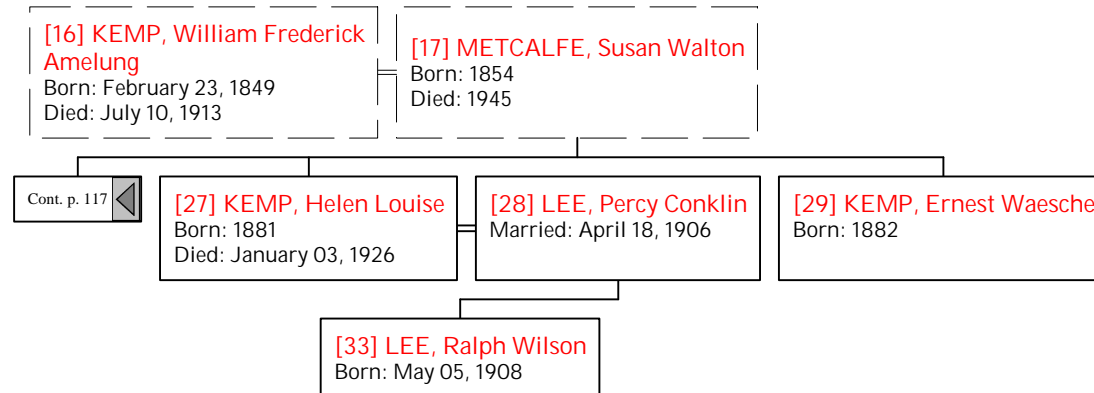 [16] KEMP, William Frederick
Amelung
Born: February 23, 1849
Died: July 10, 1913
[17] METCALFE, Susan Walton
Born: 1854
Died: 1945
Cont. p. 117
[27] KEMP, Helen Louise
Born: 1881
Died: January 03, 1926
[28] LEE, Percy Conklin
Married: April 18, 1906
[29] KEMP, Ernest Waesche
Born: 1882
[33] LEE, Ralph Wilson
Born: May 05, 1908